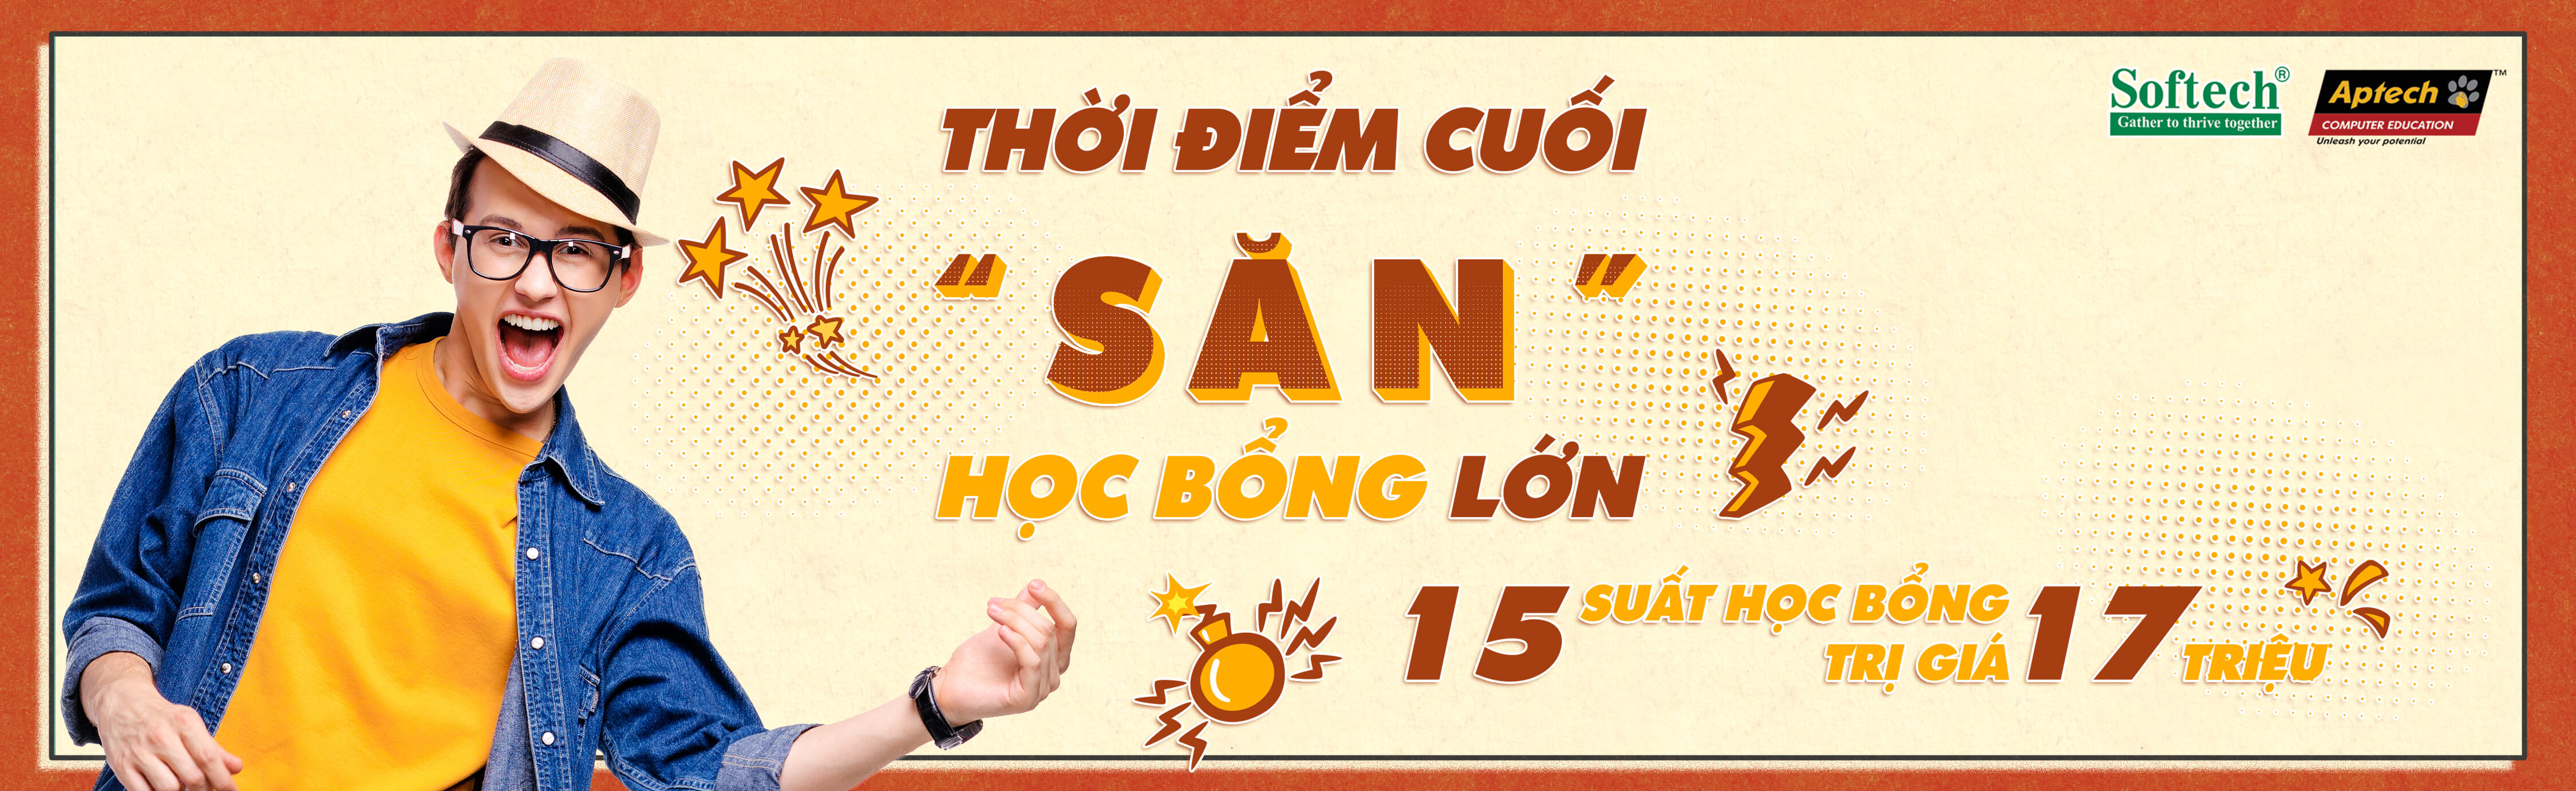 THỜI ĐIỂM CUỐI
“SĂN”
HỌC BỔNG LỚN
15 SUẤT HỌC BỔNG
TRỊ GIÁ 17 TRIỆU
Softech®
Gather to thrive together
Aptech™
COMPUTER EDUCATION
Unleash your potential